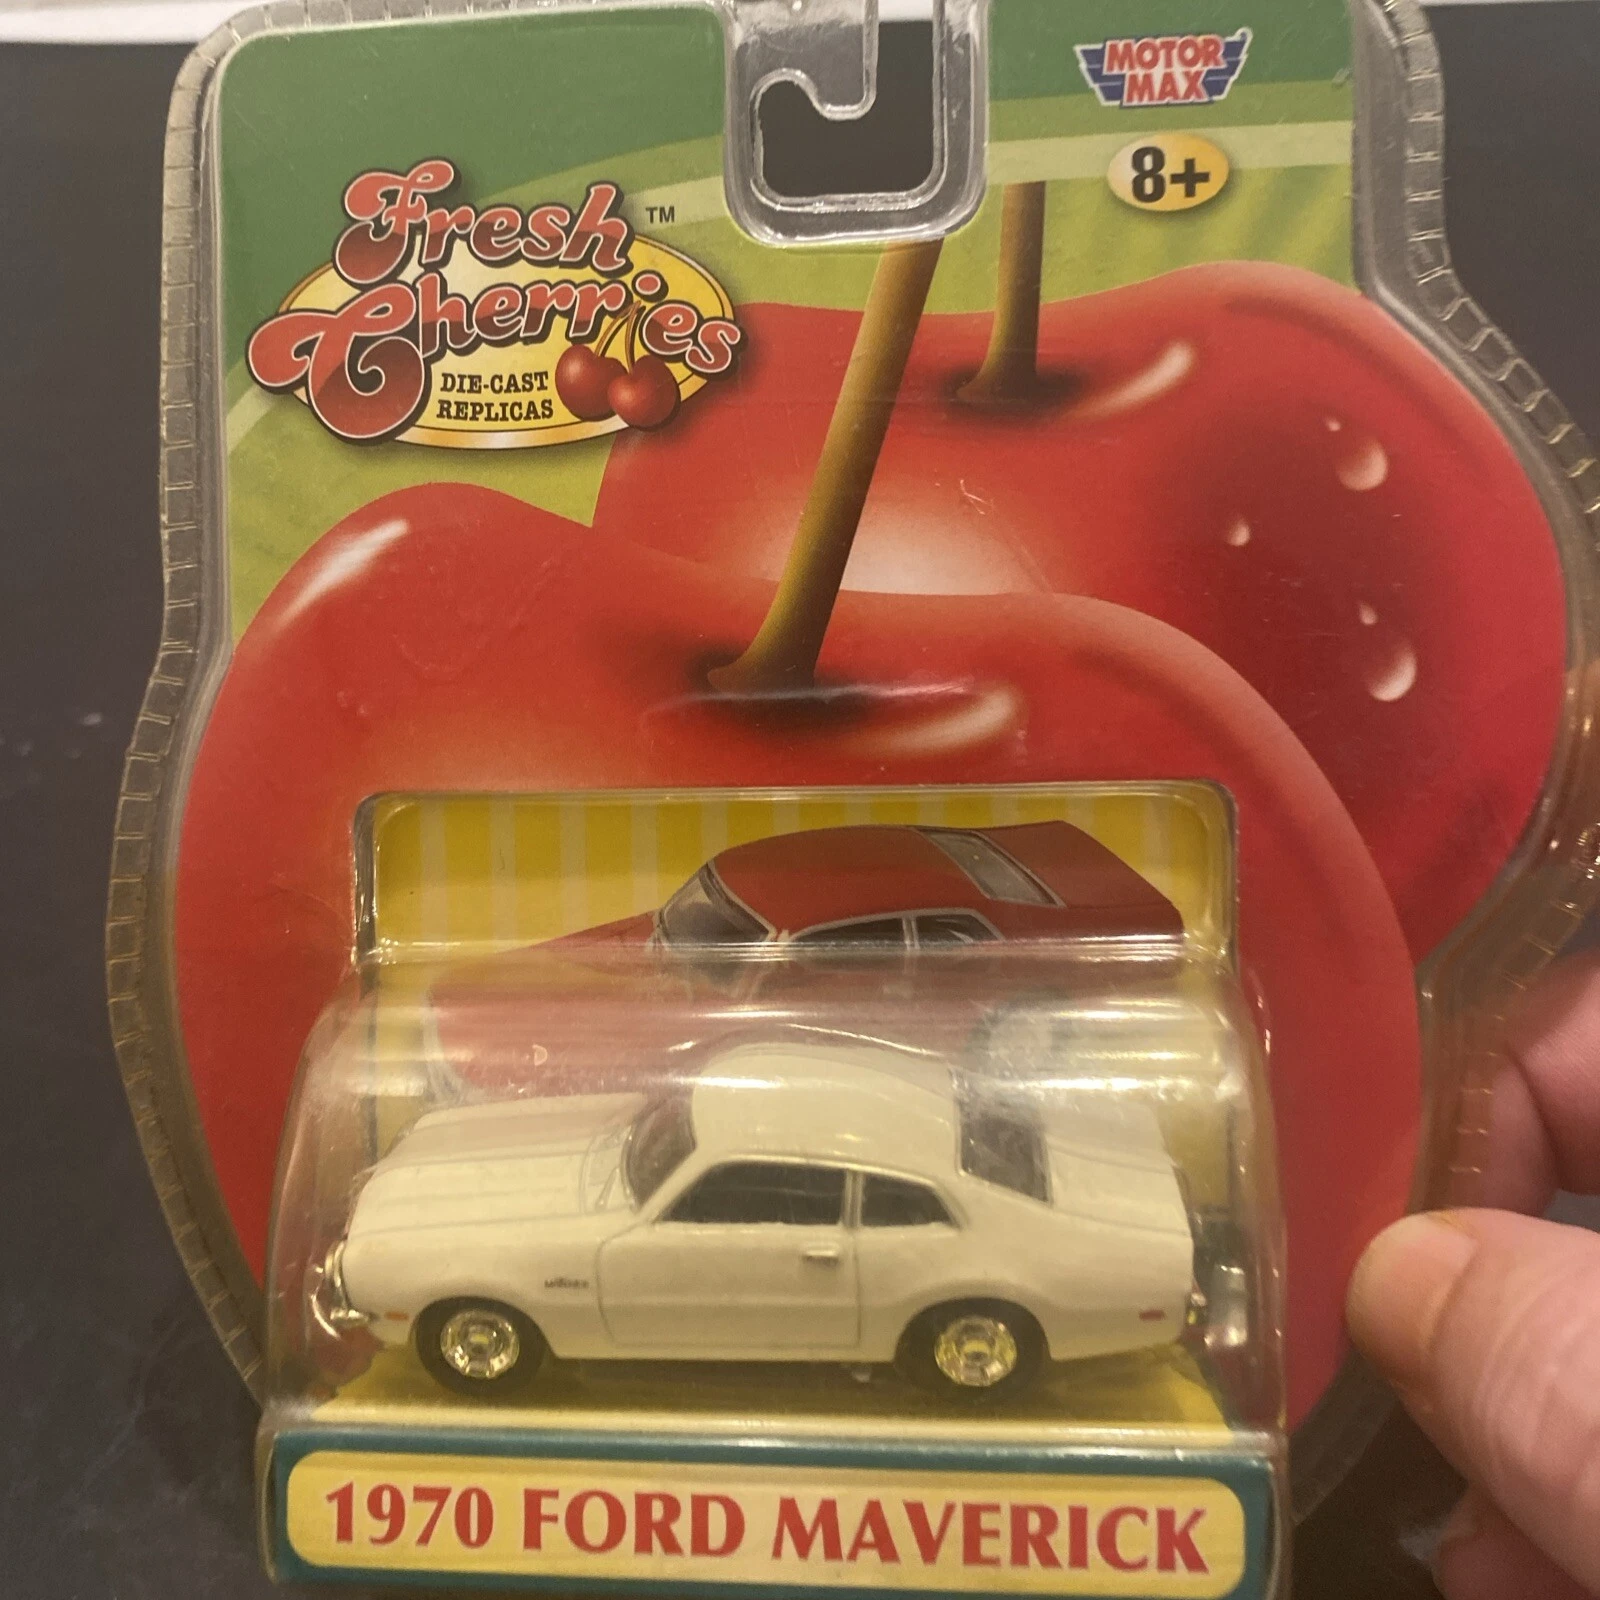 MOTOR
MAX
8+
Fresh ™
Cherries
DIE-CAST
REPLICAS
1970 FORD MAVERICK